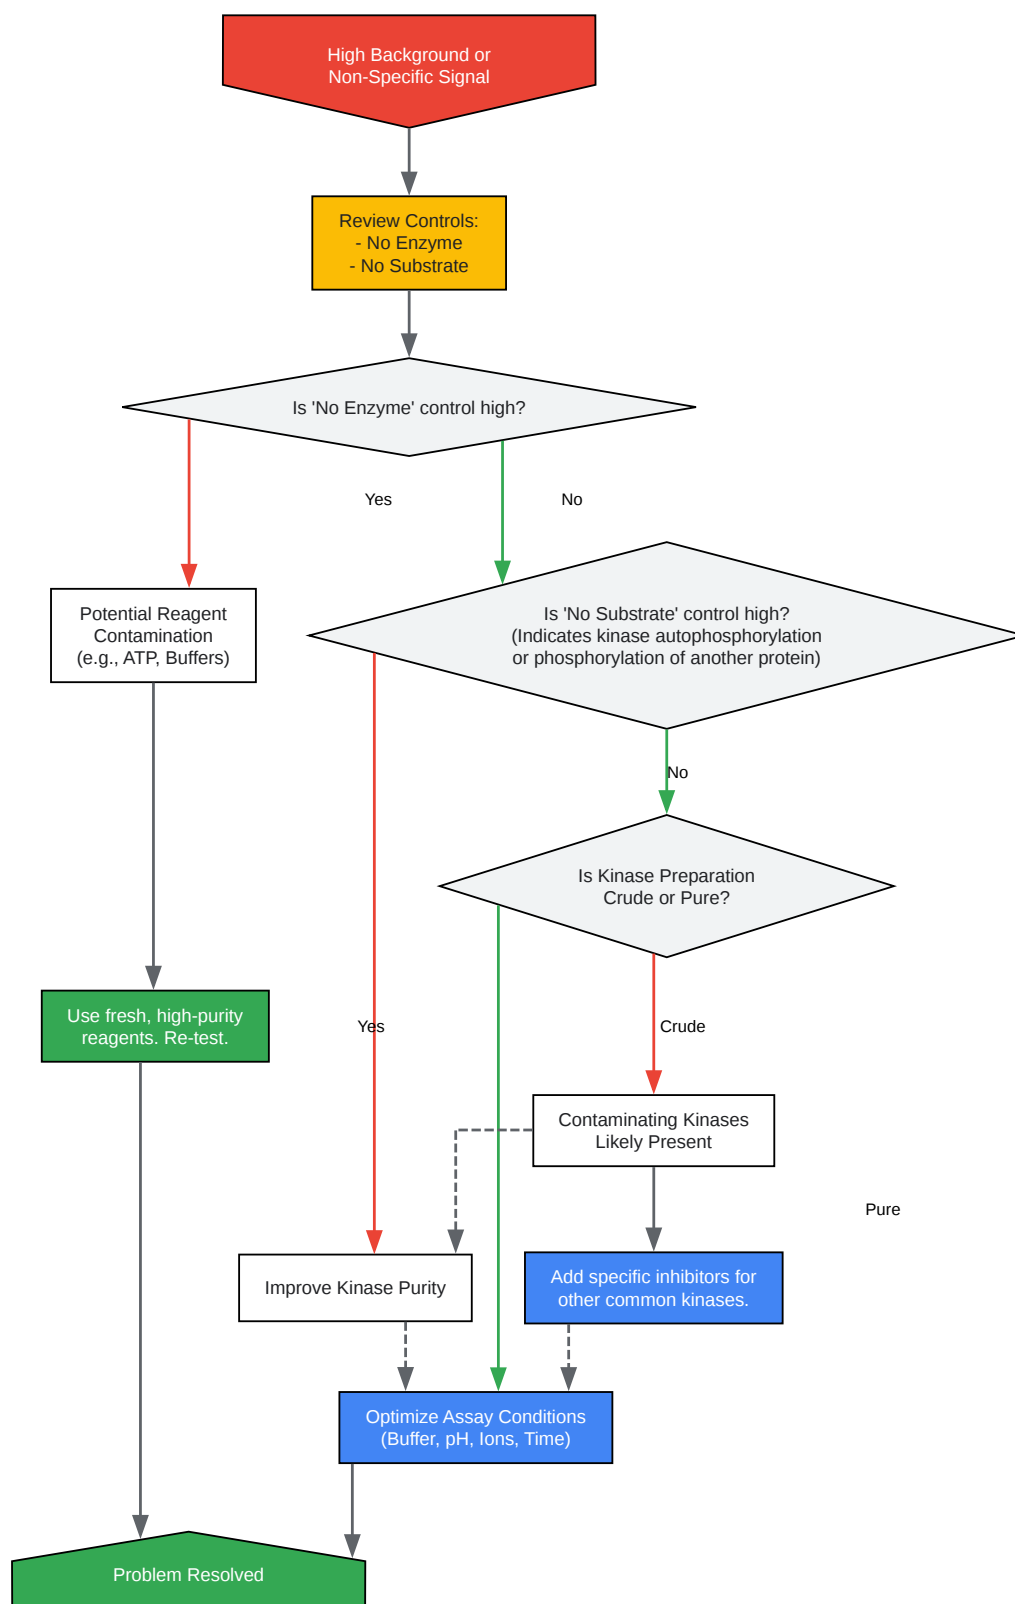 High Background or
Non-Specific Signal
Review Controls:
- No Enzyme
- No Substrate
Is 'No Enzyme' control high?
Yes
No
Potential Reagent
Contamination
(e.g., ATP, Buffers)
Is 'No Substrate' control high?
(Indicates kinase autophosphorylation
or phosphorylation of another protein)
No
Is Kinase Preparation
Crude or Pure?
Use fresh, high-purity
reagents. Re-test.
Yes
Crude
Contaminating Kinases
Likely Present
Pure
Improve Kinase Purity
Add specific inhibitors for
other common kinases.
Optimize Assay Conditions
(Buffer, pH, Ions, Time)
Problem Resolved